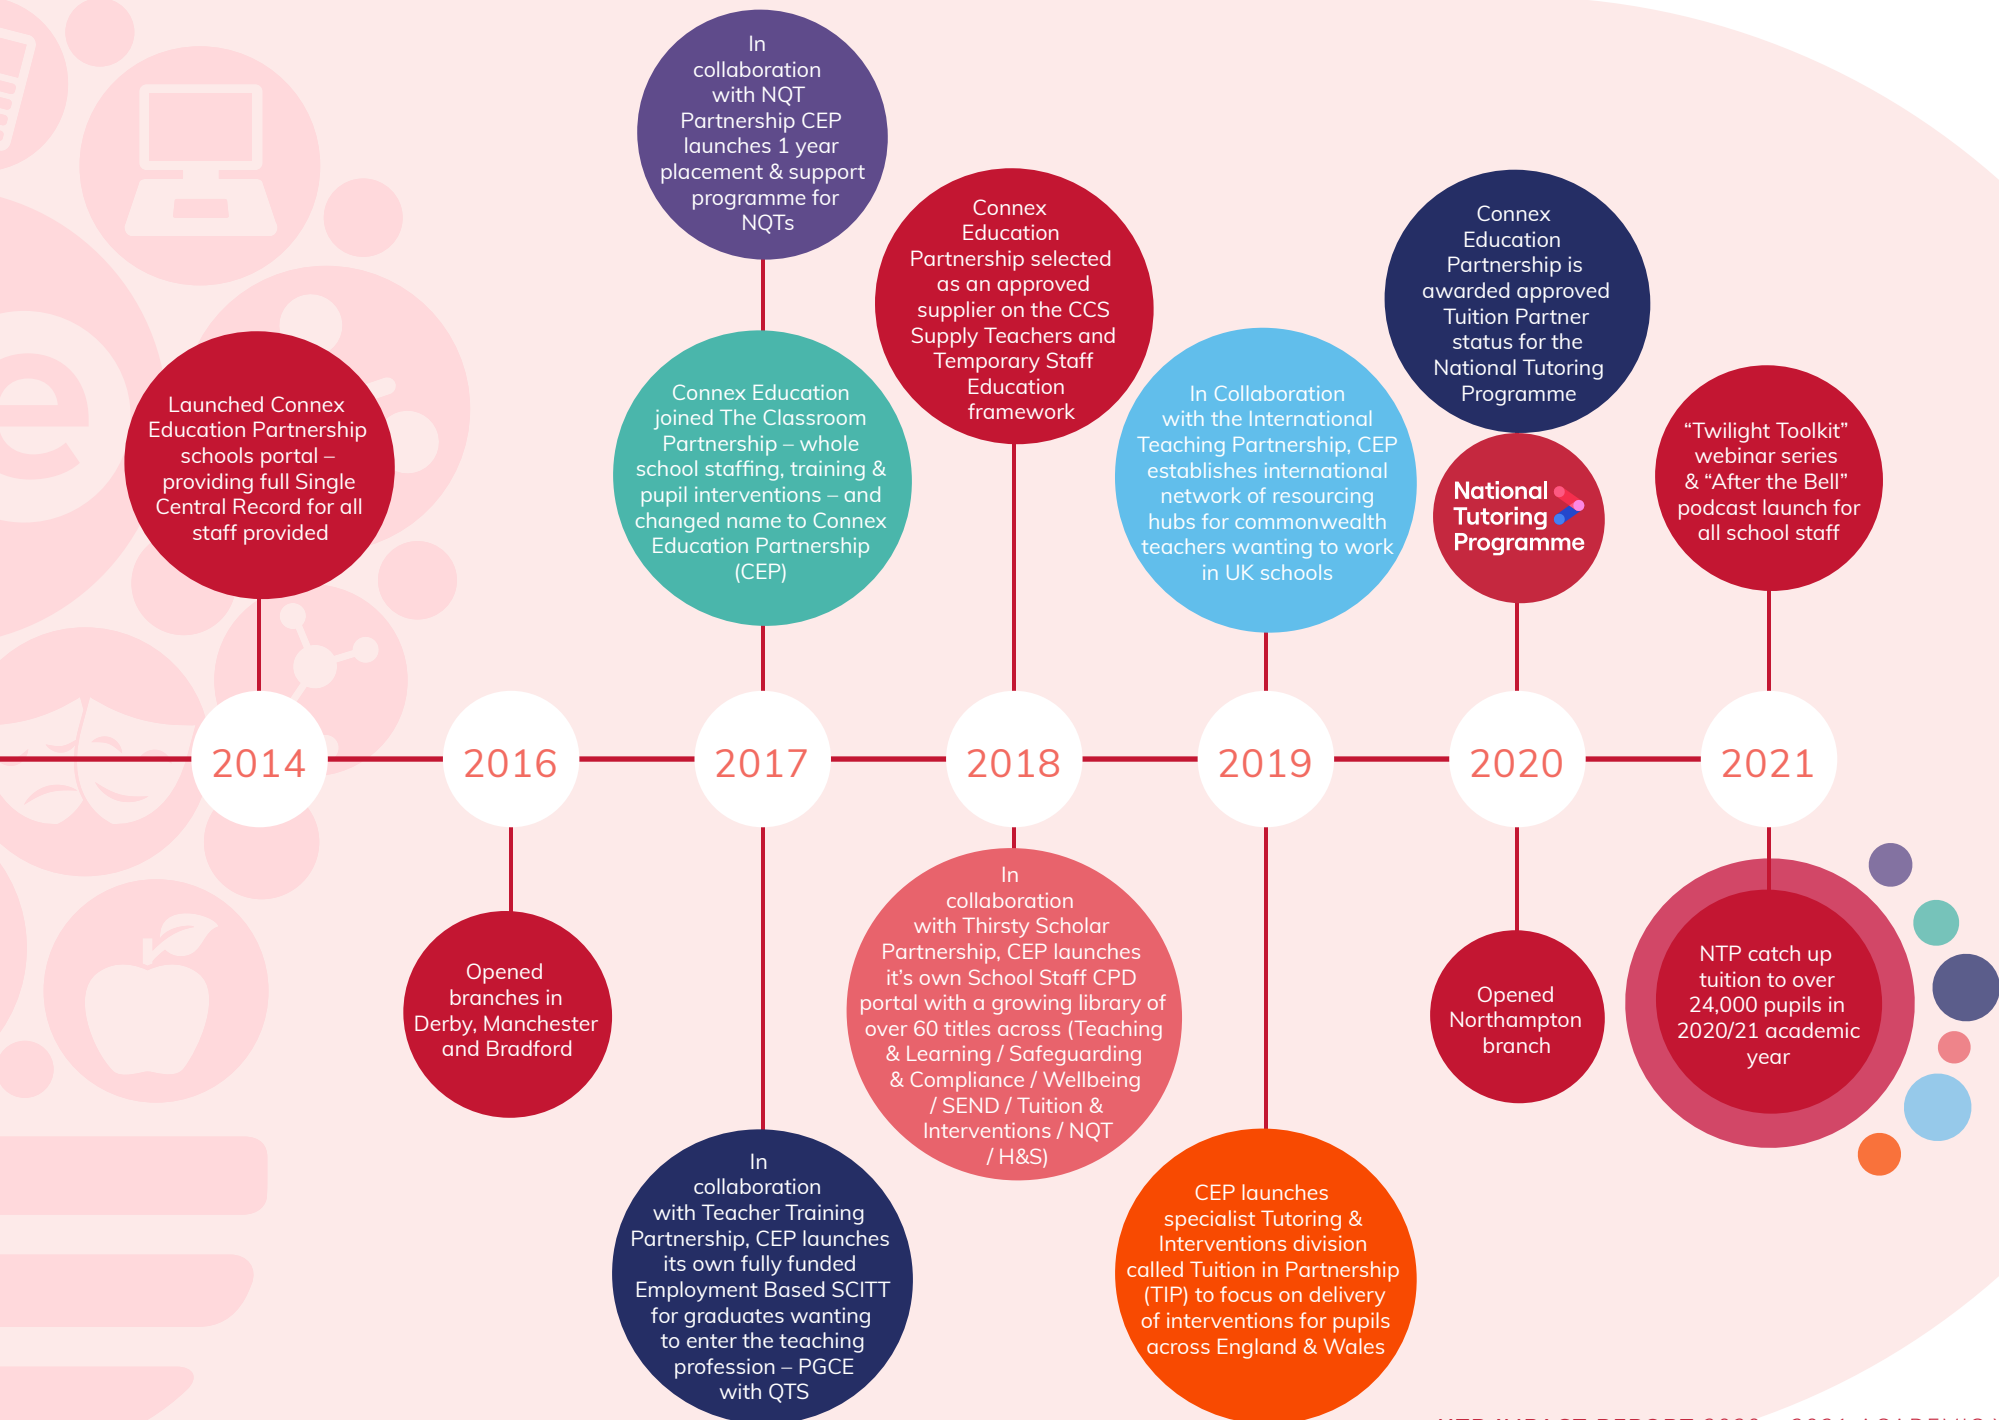 In
collaboration
with NQT
Partnership CEP
launches 1 year
placement & support
programme for
NQTs
Connex
Education
Partnership selected
as an approved
supplier on the CCS
Supply Teachers and
Temporary Staff
Education
framework
Connex
Education
Partnership is
awarded approved
Tuition Partner
status for the
National Tutoring
Programme
Launched Connex
Education Partnership
schools portal –
providing full Single
Central Record for all
staff provided
Connex Education
joined The Classroom
Partnership – whole
school staffing, training &
pupil interventions – and
changed name to Connex
Education Partnership
(CEP)
In Collaboration
with the International
Teaching Partnership, CEP
establishes international
network of resourcing
hubs for commonwealth
teachers wanting to work
in UK schools
National
Tutoring
Programme
“Twilight Toolkit”
webinar series
& “After the Bell”
podcast launch for
all school staff
2014
2016
2017
2018
2019
2020
2021
Opened
branches in
Derby, Manchester
and Bradford
In
collaboration
with Thirsty Scholar
Partnership, CEP launches
it’s own School Staff CPD
portal with a growing library of
over 60 titles across (Teaching
& Learning / Safeguarding
& Compliance / Wellbeing
/ SEND / Tuition &
Interventions / NQT
/ H&S)
Opened
Northampton
branch
NTP catch up
tuition to over
24,000 pupils in
2020/21 academic
year
In
collaboration
with Teacher Training
Partnership, CEP launches
its own fully funded
Employment Based SCITT
for graduates wanting
to enter the teaching
profession – PGCE
with QTS
CEP launches
specialist Tutoring &
Interventions division
called Tuition in Partnership
(TIP) to focus on delivery
of interventions for pupils
across England & Wales